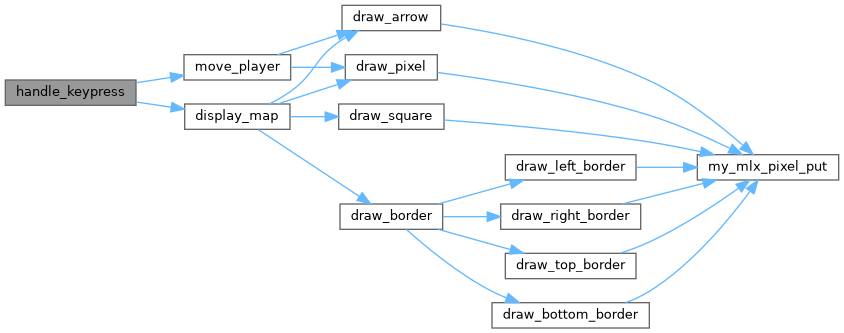 handle_keypress
move_player
display_map
draw_arrow
draw_pixel
draw_square
draw_border
draw_left_border
draw_right_border
draw_top_border
draw_bottom_border
my_mlx_pixel_put